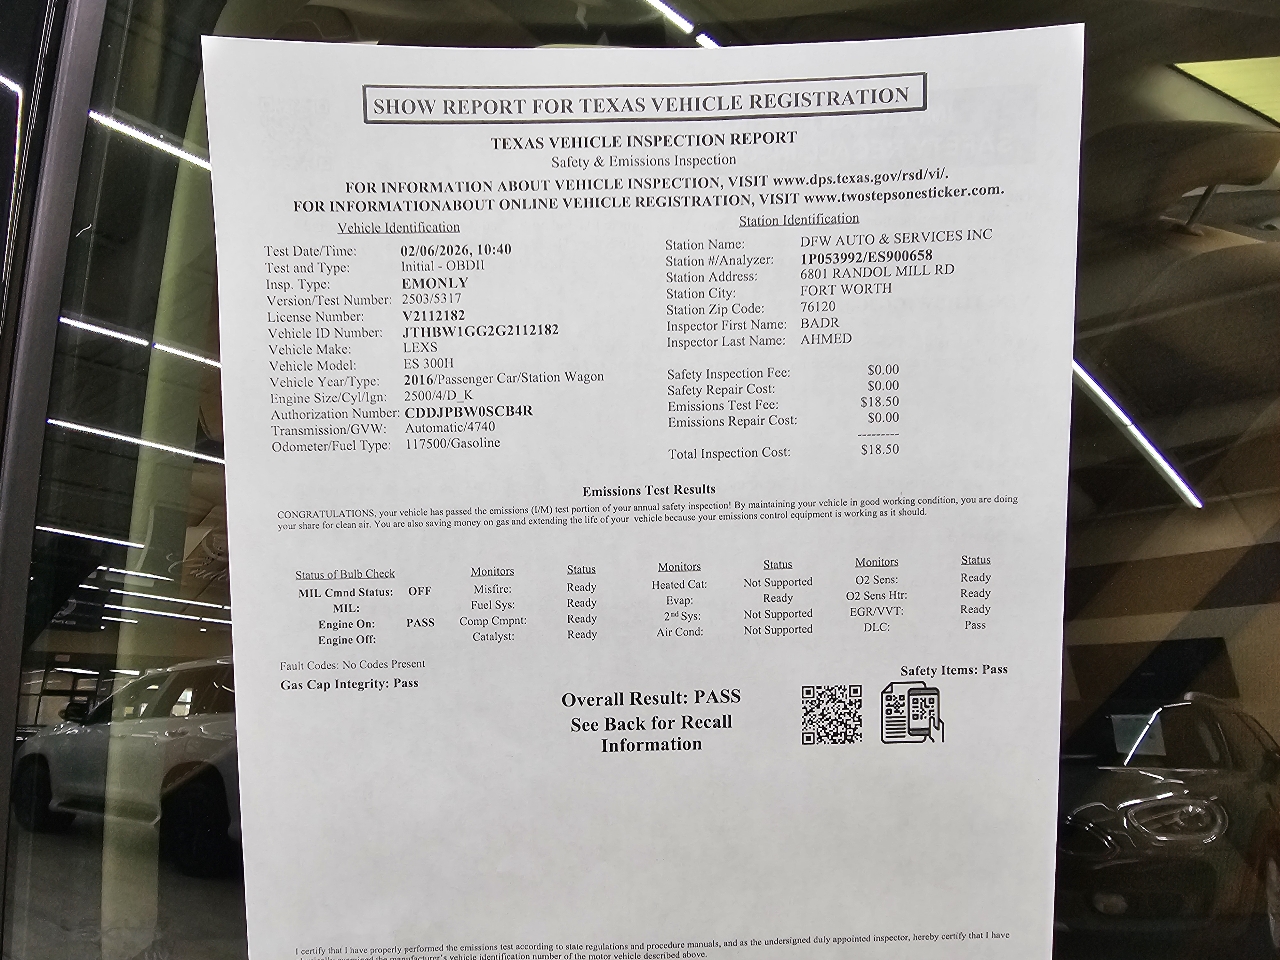 SHOW REPORT FOR TEXAS VEHICLE REGISTRATION
TEXAS VEHICLE INSPECTION REPORT
Safety & Emissions Inspection
FOR INFORMATION ABOUT VEHICLE INSPECTION, VISIT www.dps.texas.gov/rsd/vi/.
FOR INFORMATIONABOUT ONLINE VEHICLE REGISTRATION, VISIT www.twostepsonesticker.com.
Vehicle Identification
Test Date/Time: 02/06/2026, 10:40
Test and Type: Initial - OBDII
Insp. Type: EMONLY
Version/Test Number: 2503/5317
License Number: V2112182
Vehicle ID Number: JTHBW1GG2G2112182
Vehicle Make: LEXS
Vehicle Model: ES 300H
Vehicle Year/Type: 2016/Passenger Car/Station Wagon
Engine Size/Cyl/Ign: 2500/4/D_K
Authorization Number: CDDJPBW0SCB4R
Transmission/GVW: Automatic/4740
Odometer/Fuel Type: 117500/Gasoline
Station Identification
Station Name: DFW AUTO & SERVICES INC
Station #/Analyzer: 1P053992/ES900658
Station Address: 6801 RANDOL MILL RD
Station City: FORT WORTH
Station Zip Code: 76120
Inspector First Name: BADR
Inspector Last Name: AHMED
Safety Inspection Fee: $0.00
Safety Repair Cost: $0.00
Emissions Test Fee: $18.50
Emissions Repair Cost: $0.00
---------
Total Inspection Cost: $18.50
Emissions Test Results
CONGRATULATIONS, your vehicle has passed the emissions (I/M) test portion of your annual safety inspection! By maintaining your vehicle in good working condition, you are doing
your share for clean air. You are also saving money on gas and extending the life of your vehicle because your emissions control equipment is working as it should.
Status of Bulb Check Monitors Status Monitors Status Monitors Status
MIL Cmnd Status: OFF Misfire: Ready Heated Cat: Not Supported O2 Sens: Ready
MIL: Fuel Sys: Ready Evap: Ready O2 Sens Htr: Ready
Engine On: PASS Comp Cmpnt: Ready 2nd Sys: Not Supported EGR/VVT: Ready
Engine Off: Catalyst: Ready Air Cond: Not Supported DLC: Pass
Fault Codes: No Codes Present
Gas Cap Integrity: Pass
Safety Items: Pass
Overall Result: PASS
See Back for Recall
Information
I certify that I have properly performed the emissions test according to state regulations and procedure manuals, and as the undersigned duly appointed inspector, hereby certify that I have
manufacturer's vehicle identification number of the motor vehicle described above.